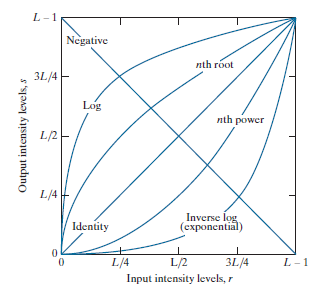 L – 1
Negative
nth root
3L/4
Log
nth power
L/2
L/4
Identity
Inverse log
(exponential)
0
0 L/4 L/2 3L/4 L – 1
Input intensity levels, r
Output intensity levels, s